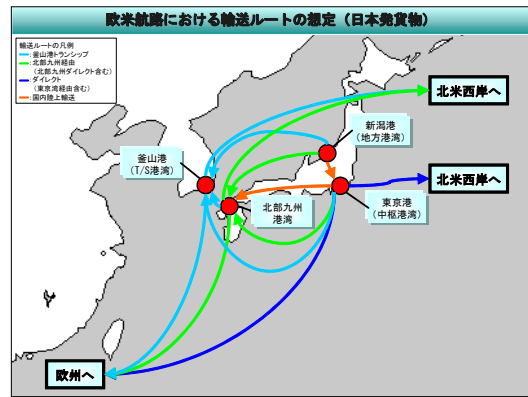 欧米航路における輸送ルートの想定（日本発貨物）
輸送ルートの凡例
釜山港トランシップ
北部九州経由
（北部九州ダイレクト含む）
ダイレクト
（東京湾経由含む）
国内陸上輸送
北米西岸へ
新潟港
（地方港湾）
釜山港
（T/S港湾）
北米西岸へ
北部九州
港湾
東京港
（中枢港湾）
欧州へ